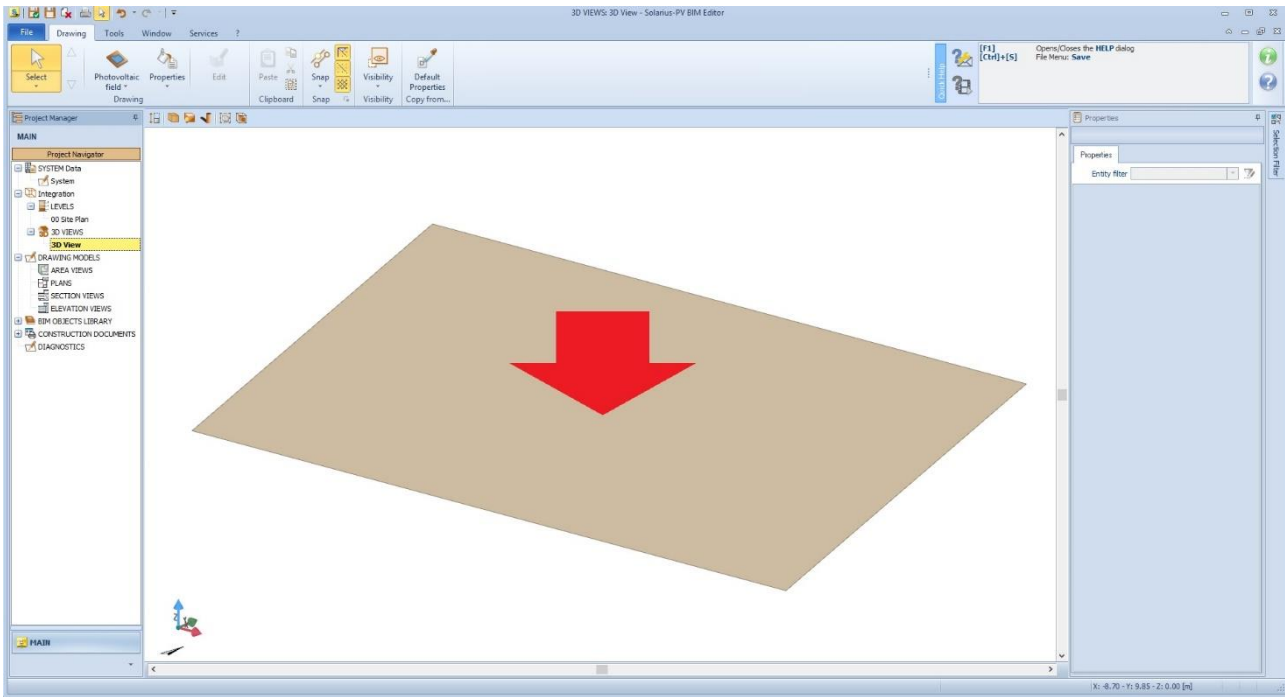 3D VIEWS: 3D View - Solarius-PV BIM Editor
File Drawing Tools Window Services ?
Select
Photovoltaic field
Properties
Edit
Paste
Snap
Visibility
Default Properties
Drawing Clipboard Snap Visibility Copy from...
Quick Help
[F1] Opens/Closes the HELP dialog
[Ctrl]+[S] File Menu: Save
Project Manager
MAIN
Project Navigator
SYSTEM Data
System
Integration
LEVELS
00 Site Plan
3D VIEWS
3D View
DRAWING MODELS
AREA VIEWS
PLANS
SECTION VIEWS
ELEVATION VIEWS
BIM OBJECTS LIBRARY
CONSTRUCTION DOCUMENTS
DIAGNOSTICS
MAIN
Z
Properties
Properties
Entity filter
Selection Filter
X: -8.70 - Y: 9.85 - Z: 0.00 [m]